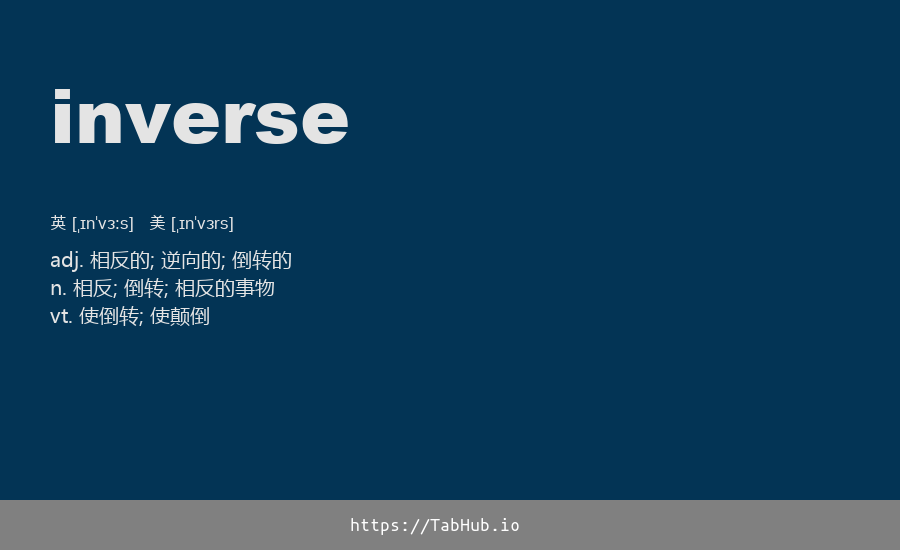 inverse
英 [ˌɪnˈvɜːs] 美 [ˌɪnˈvɜrs]
adj. 相反的; 逆向的; 倒转的
n. 相反; 倒转; 相反的事物
vt. 使倒转; 使颠倒
https://TabHub.io